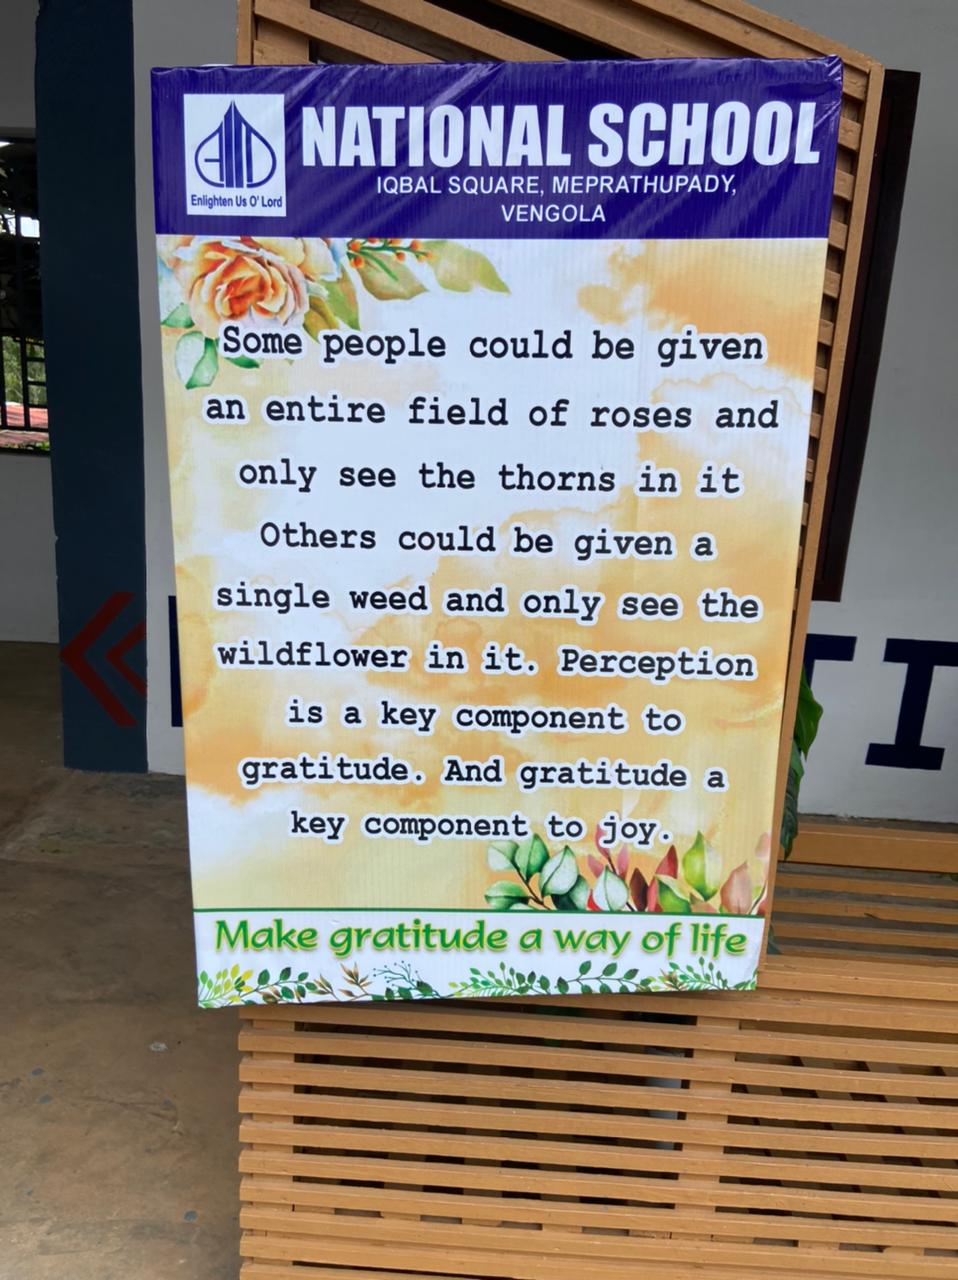 NATIONAL SCHOOL
IQBAL SQUARE, MEPRATHUPADY,
VENGOLA
Enlighten Us O' Lord
Some people could be given
an entire field of roses and
only see the thorns in it
Others could be given a
single weed and only see the
wildflower in it. Perception
is a key component to
gratitude. And gratitude a
key component to joy.
Make gratitude a way of life